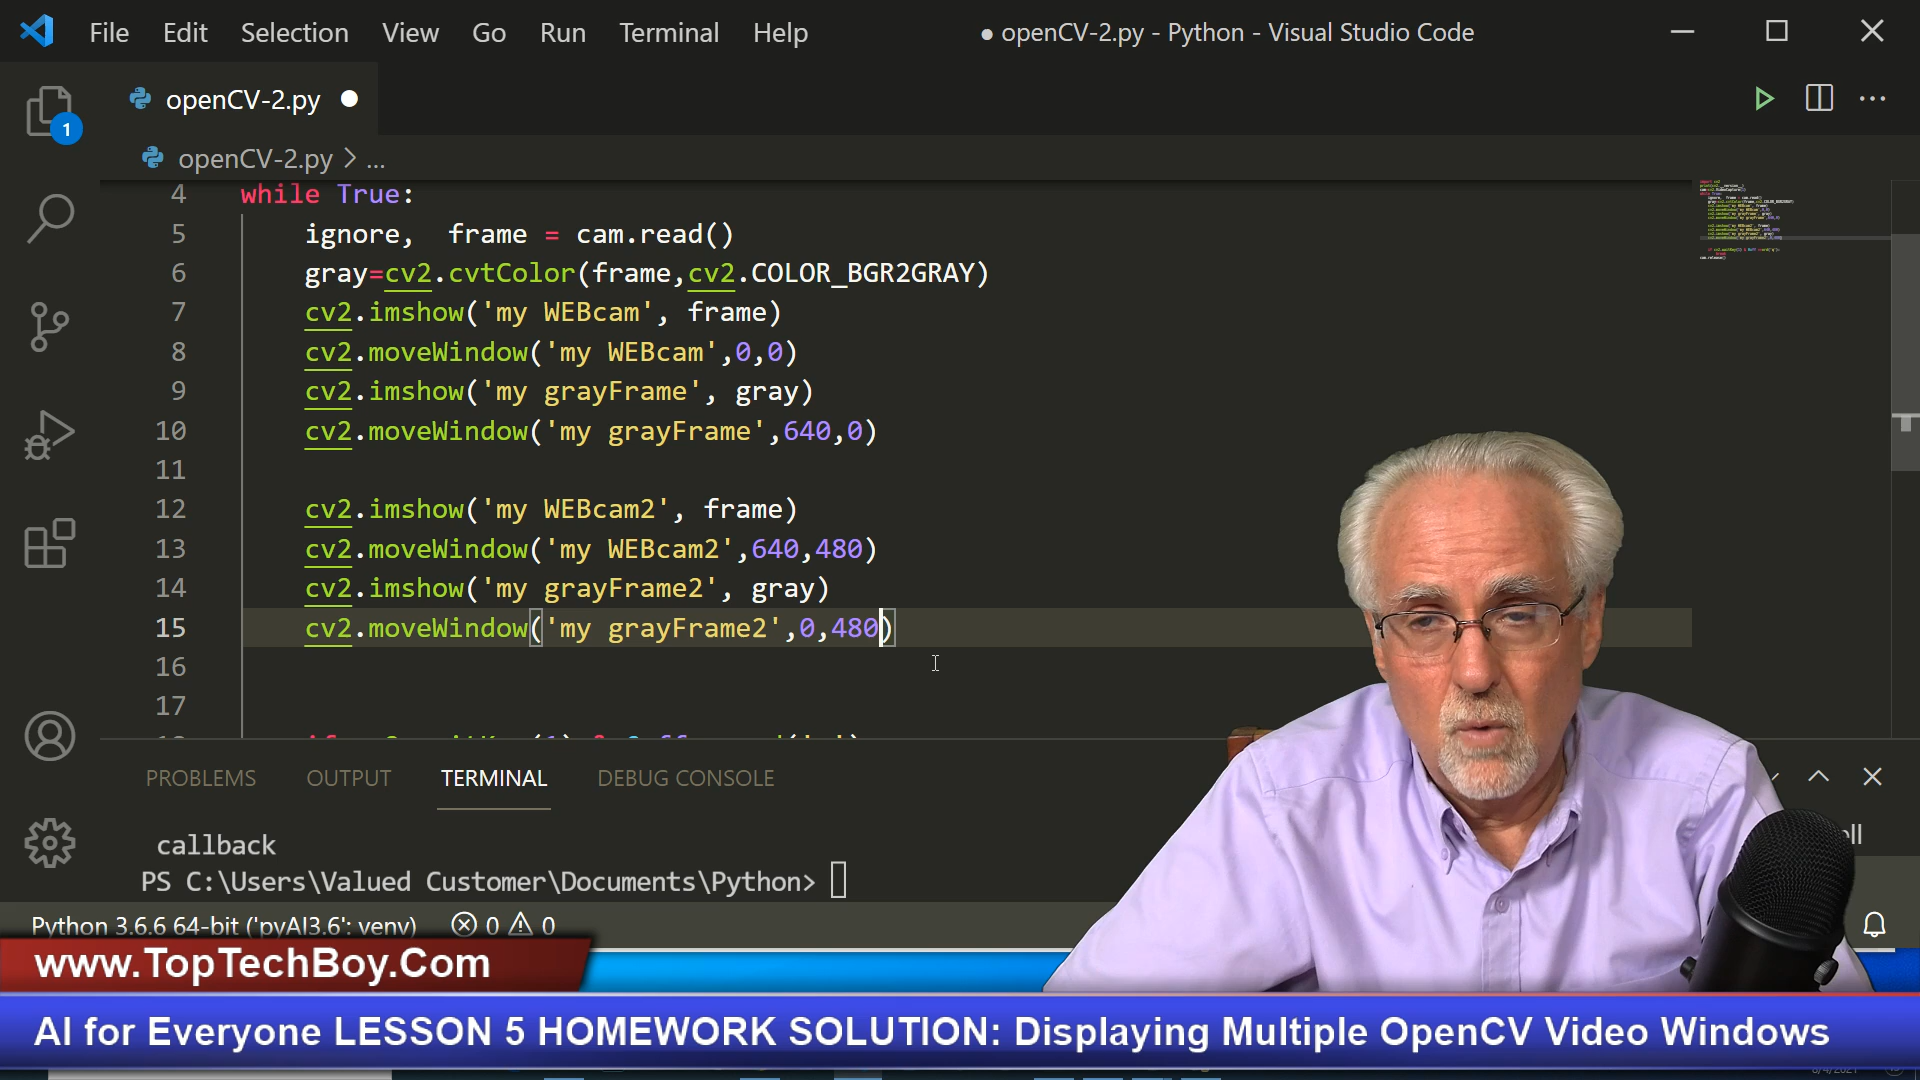 File Edit Selection View Go Run Terminal Help ● openCV-2.py - Python - Visual Studio Code
openCV-2.py ●
1
openCV-2.py > ...
4 while True:
5 ignore,  frame = cam.read()
6 gray=cv2.cvtColor(frame,cv2.COLOR_BGR2GRAY)
7 cv2.imshow('my WEBcam', frame)
8 cv2.moveWindow('my WEBcam',0,0)
9 cv2.imshow('my grayFrame', gray)
10 cv2.moveWindow('my grayFrame',640,0)
11
12 cv2.imshow('my WEBcam2', frame)
13 cv2.moveWindow('my WEBcam2',640,480)
14 cv2.imshow('my grayFrame2', gray)
15 cv2.moveWindow('my grayFrame2',0,480)
16
17
PROBLEMS OUTPUT TERMINAL DEBUG CONSOLE
callback
PS C:\Users\Valued Customer\Documents\Python>
Python 3.6.6 64-bit ('pyAI3.6': venv) 0 0
www.TopTechBoy.Com
AI for Everyone LESSON 5 HOMEWORK SOLUTION: Displaying Multiple OpenCV Video Windows